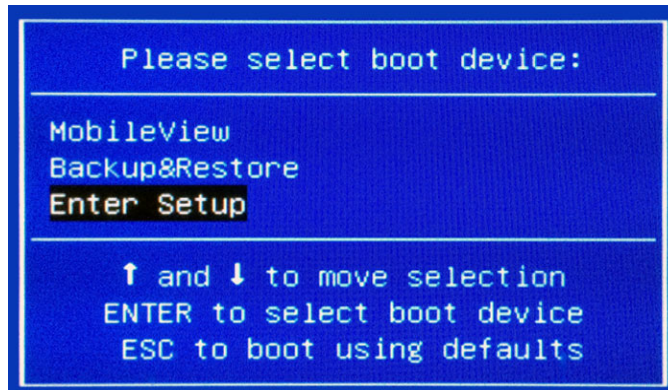 Please select boot device:
MobileView
Backup&Restore
Enter Setup
↑ and ↓ to move selection
ENTER to select boot device
ESC to boot using defaults